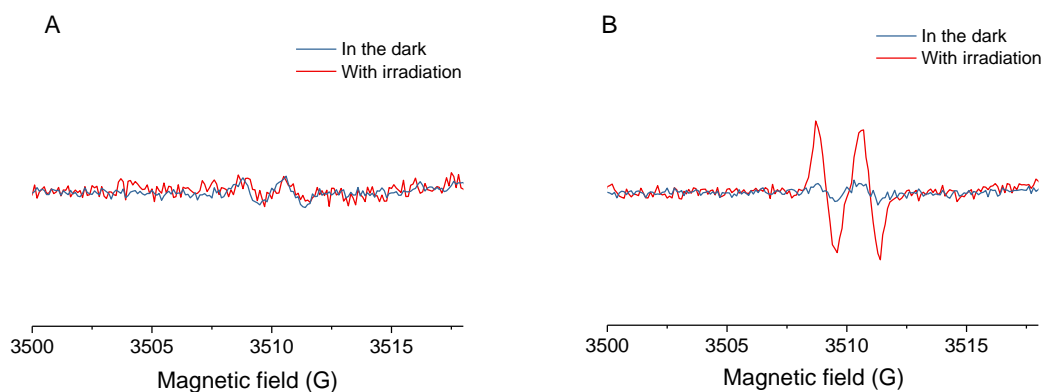 A
In the dark
With irradiation
3500 3505 3510 3515
Magnetic field (G)
B
In the dark
With irradiation
3500 3505 3510 3515
Magnetic field (G)